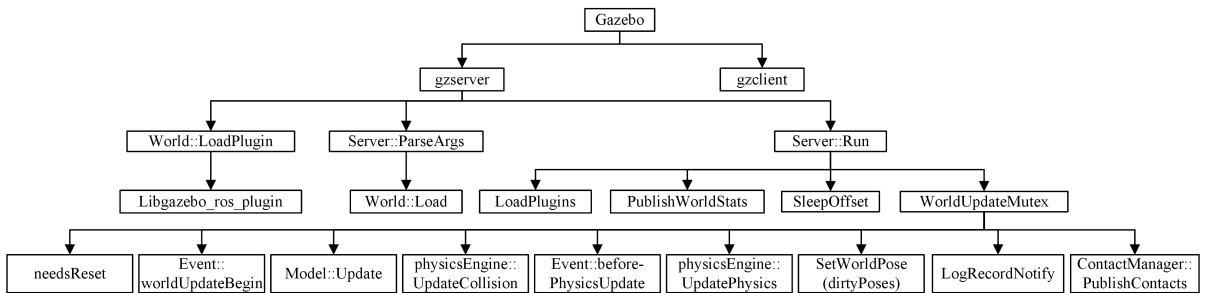 Gazebo
gzserver
gzclient
World::LoadPlugin
Server::ParseArgs
Server::Run
Libgazebo_ros_plugin
World::Load
LoadPlugins
PublishWorldStats
SleepOffset
WorldUpdateMutex
needsReset
Event::
worldUpdateBegin
Model::Update
physicsEngine::
UpdateCollision
Event::before-
PhysicsUpdate
physicsEngine::
UpdatePhysics
SetWorldPose
(dirtyPoses)
LogRecordNotify
ContactManager::
PublishContacts